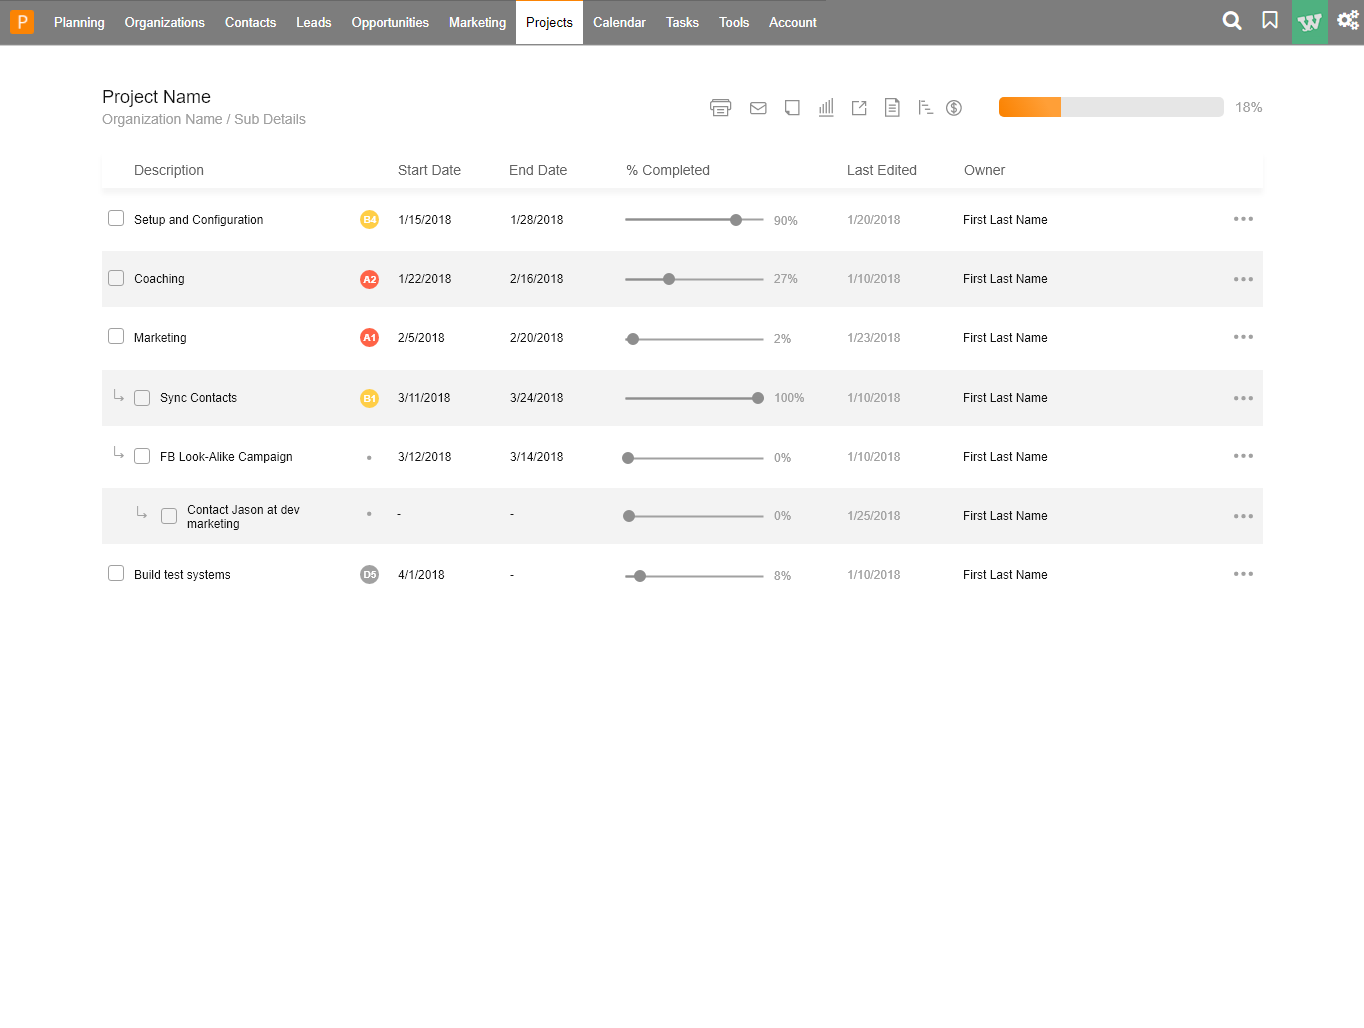 P Planning Organizations Contacts Leads Opportunities Marketing Projects Calendar Tasks Tools Account W
Project Name
Organization Name / Sub Details
18%
Description Start Date End Date % Completed Last Edited Owner
Setup and Configuration B4 1/15/2018 1/28/2018 90% 1/20/2018 First Last Name
Coaching A2 1/22/2018 2/16/2018 27% 1/10/2018 First Last Name
Marketing A1 2/5/2018 2/20/2018 2% 1/23/2018 First Last Name
Sync Contacts B1 3/11/2018 3/24/2018 100% 1/10/2018 First Last Name
FB Look-Alike Campaign 3/12/2018 3/14/2018 0% 1/10/2018 First Last Name
Contact Jason at dev
marketing - - 0% 1/25/2018 First Last Name
Build test systems D5 4/1/2018 - 8% 1/10/2018 First Last Name